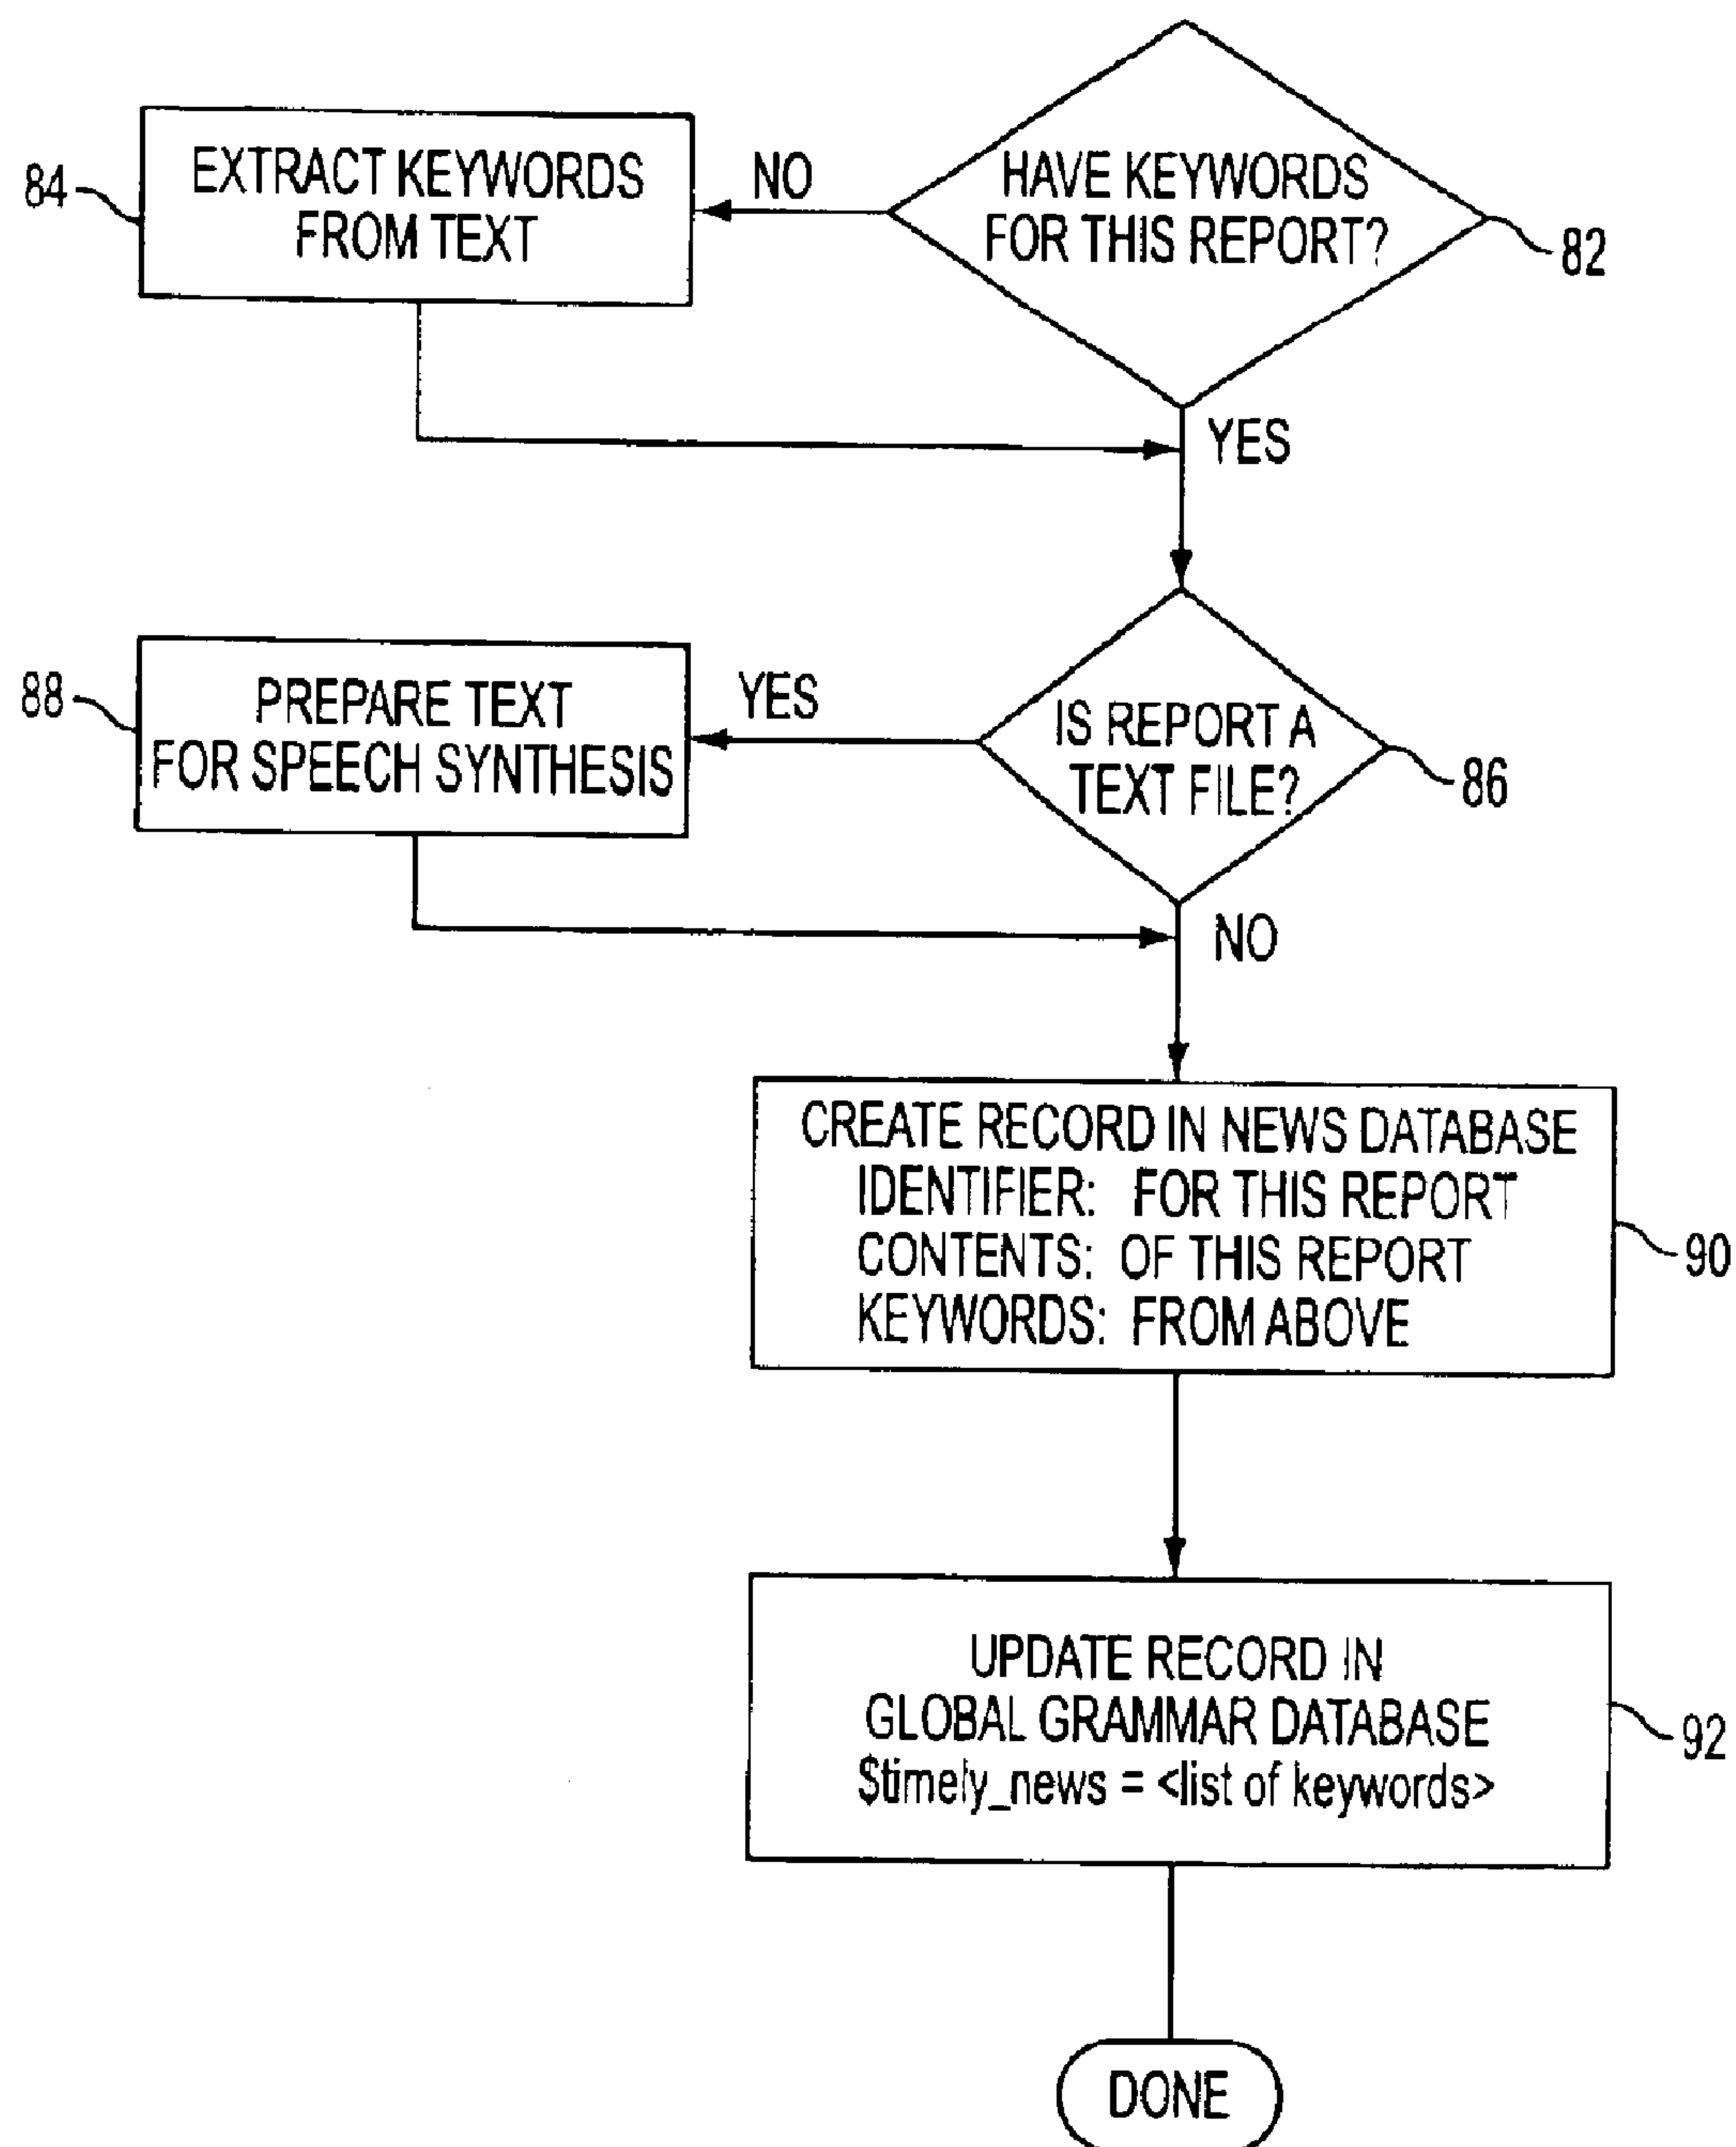 HAVE KEYWORDS
FOR THIS REPORT?
82
NO
EXTRACT KEYWORDS
FROM TEXT
84
YES
IS REPORT A
TEXT FILE?
86
YES
PREPARE TEXT
FOR SPEECH SYNTHESIS
88
NO
CREATE RECORD IN NEWS DATABASE
IDENTIFIER: FOR THIS REPORT
CONTENTS: OF THIS REPORT
KEYWORDS: FROM ABOVE
90
UPDATE RECORD IN
GLOBAL GRAMMAR DATABASE
$timely_news = <list of keywords>
92
DONE